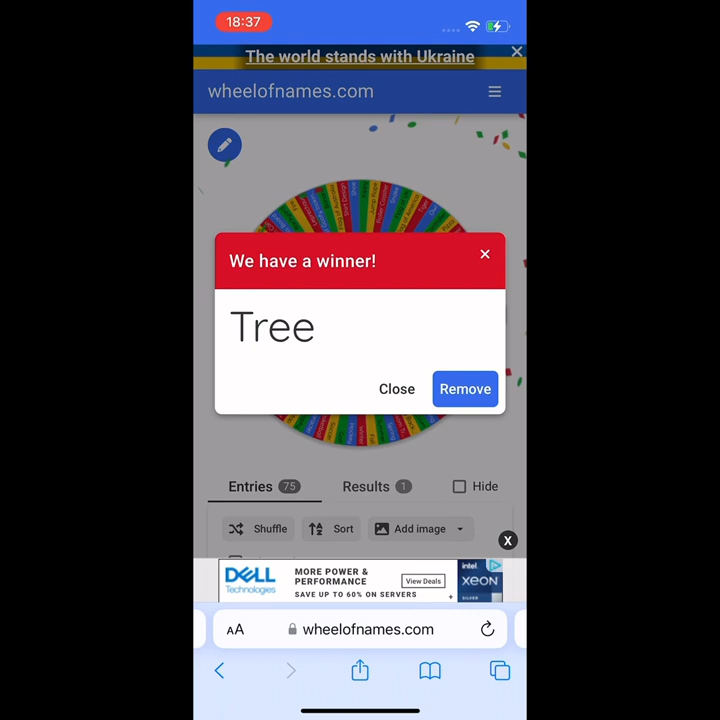 18:37
The world stands with Ukraine
wheelofnames.com
We have a winner!
Tree
Close
Remove
Entries 75
Results 1
Hide
Shuffle
Sort
Add image
X
DELL
Technologies
MORE POWER &
PERFORMANCE
SAVE UP TO 60% ON SERVERS
View Deals
intel
XEON
SILVER
AA
wheelofnames.com